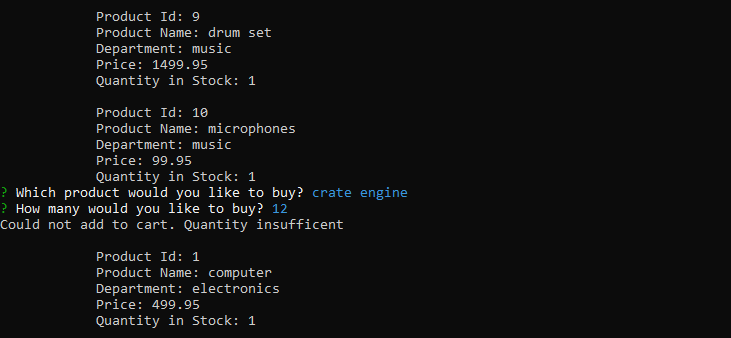 Product Id: 9
Product Name: drum set
Department: music
Price: 1499.95
Quantity in Stock: 1
Product Id: 10
Product Name: microphones
Department: music
Price: 99.95
Quantity in Stock: 1
? Which product would you like to buy? crate engine
? How many would you like to buy? 12
Could not add to cart. Quantity insufficent
Product Id: 1
Product Name: computer
Department: electronics
Price: 499.95
Quantity in Stock: 1